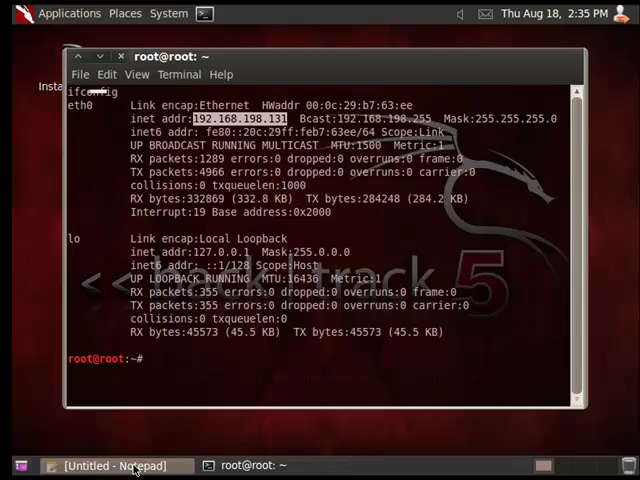 Applications Places System
Thu Aug 18, 2:35 PM
Insta
root@root: ~
File Edit View Terminal Help
ifconfig
eth0 Link encap:Ethernet HWaddr 00:0c:29:b7:63:ee
inet addr:192.168.198.131 Bcast:192.168.198.255 Mask:255.255.255.0
inet6 addr: fe80::20c:29ff:feb7:63ee/64 Scope:Link
UP BROADCAST RUNNING MULTICAST MTU:1500 Metric:1
RX packets:1289 errors:0 dropped:0 overruns:0 frame:0
TX packets:4966 errors:0 dropped:0 overruns:0 carrier:0
collisions:0 txqueuelen:1000
RX bytes:332869 (332.8 KB) TX bytes:284248 (284.2 KB)
Interrupt:19 Base address:0x2000
lo Link encap:Local Loopback
inet addr:127.0.0.1 Mask:255.0.0.0
inet6 addr: ::1/128 Scope:Host
UP LOOPBACK RUNNING MTU:16436 Metric:1
RX packets:355 errors:0 dropped:0 overruns:0 frame:0
TX packets:355 errors:0 dropped:0 overruns:0 carrier:0
collisions:0 txqueuelen:0
RX bytes:45573 (45.5 KB) TX bytes:45573 (45.5 KB)
<< back | track 5
root@root:~#
[Untitled - Notepad] root@root: ~